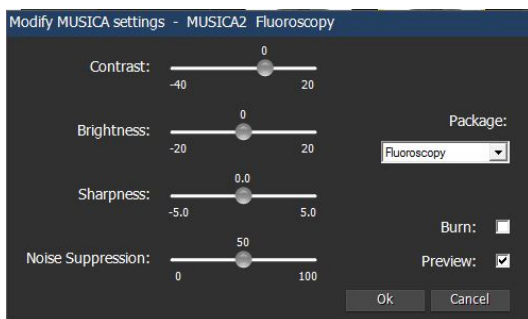 Modify MUSICA settings - MUSICA2 Fluoroscopy
Contrast:
0
-40
20
Brightness:
0
-20
20
Sharpness:
0.0
-5.0
5.0
Noise Suppression:
50
0
100
Package:
Fluoroscopy
Burn:
Preview:
Ok
Cancel